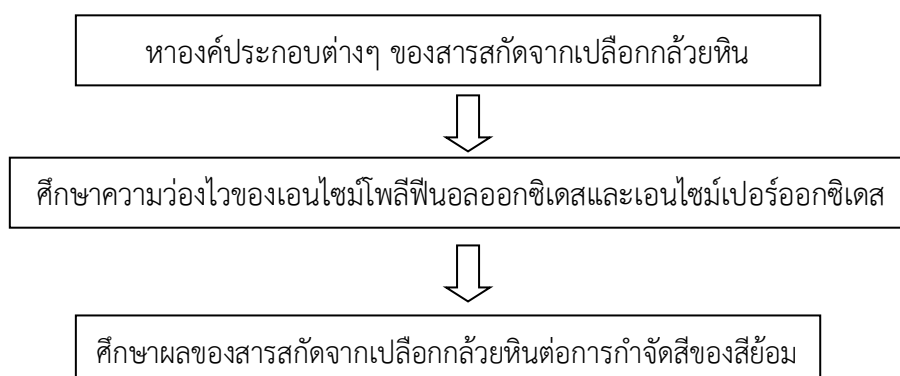 หาองค์ประกอบต่างๆ ของสารสกัดจากเปลือกกล้วยหิน
ศึกษาความว่องไวของเอนไซม์โพลีฟีนอลออกซิเดสและเอนไซม์เปอร์ออกซิเดส
ศึกษาผลของสารสกัดจากเปลือกกล้วยหินต่อการกำจัดสีของสีย้อม